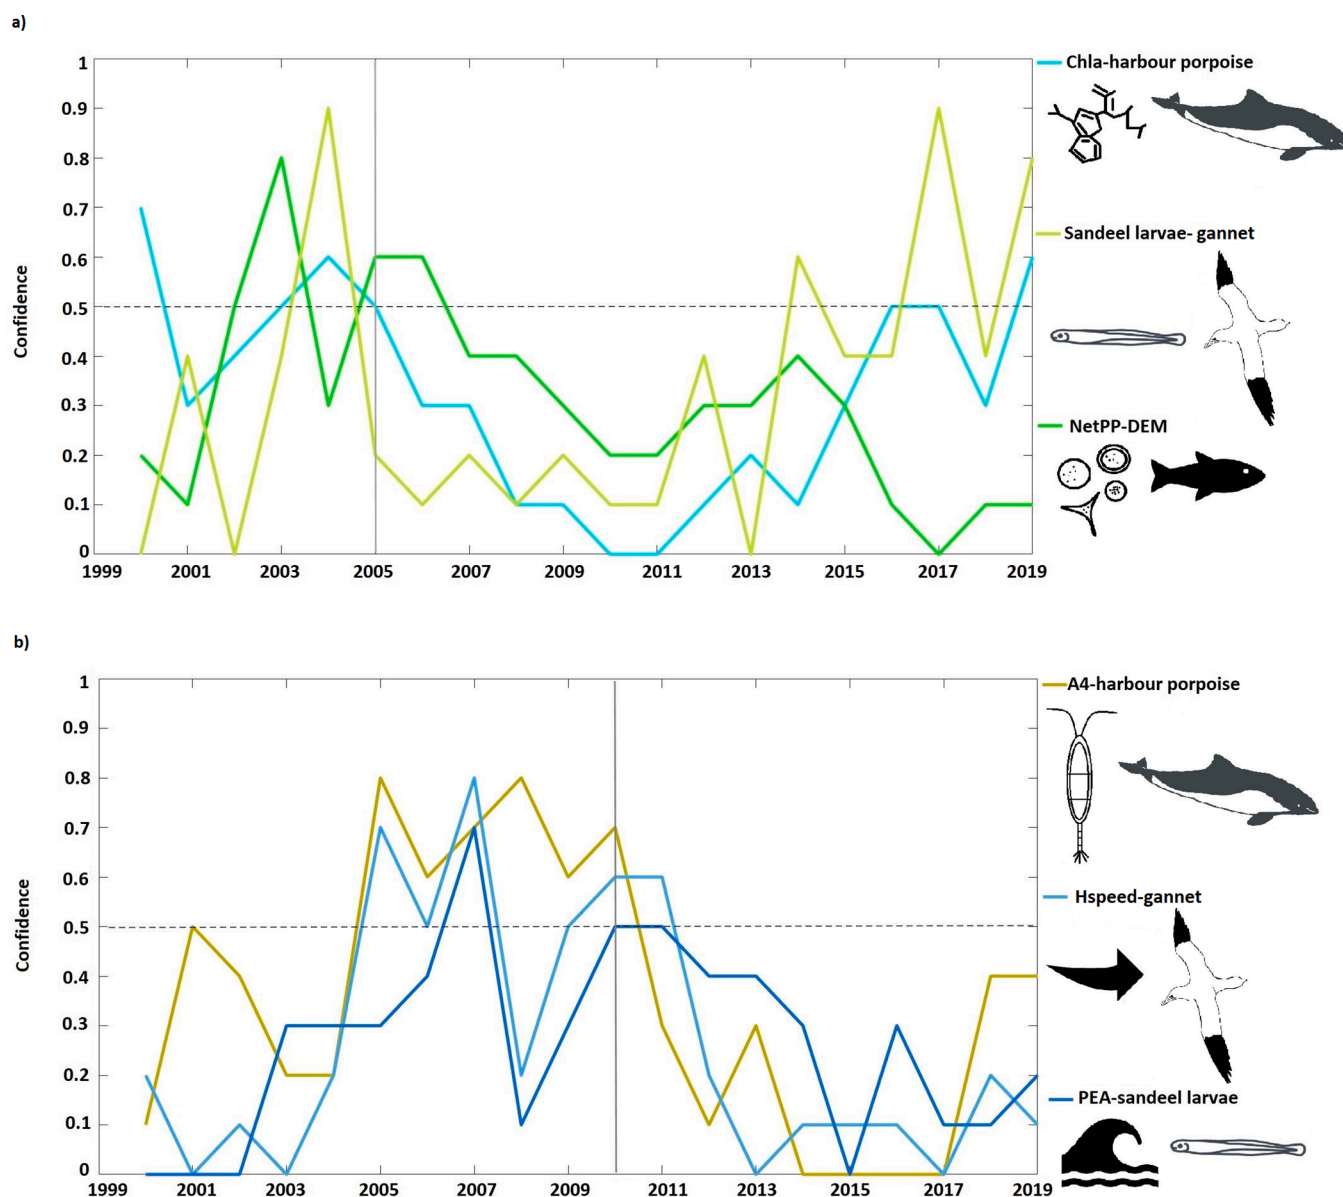 a)
1
0.9
0.8
0.7
0.6
0.5
0.4
0.3
0.2
0.1
0
Confidence
1999 2001 2003 2005 2007 2009 2011 2013 2015 2017 2019
Chla-harbour porpoise
Sandeel larvae- gannet
NetPP-DEM
b)
1
0.9
0.8
0.7
0.6
0.5
0.4
0.3
0.2
0.1
0
Confidence
1999 2001 2003 2005 2007 2009 2011 2013 2015 2017 2019
A4-harbour porpoise
Hspeed-gannet
PEA-sandeel larvae